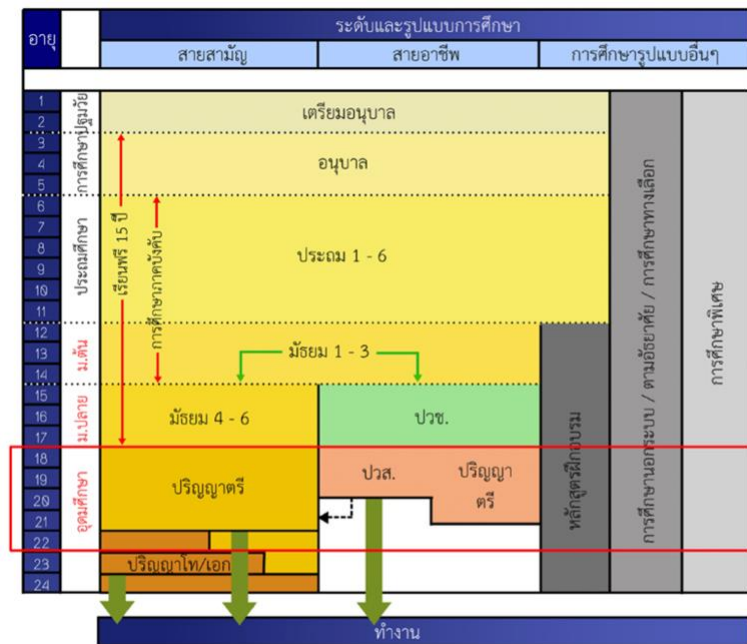 อายุ
ระดับและรูปแบบการศึกษา
สายสามัญ
สายอาชีพ
การศึกษารูปแบบอื่นๆ
1
2
3
4
5
6
7
8
9
10
11
12
13
14
15
16
17
18
19
20
21
22
23
24
การศึกษาปฐมวัย
ประถมศึกษา
ม.ต้น
ม.ปลาย
อุดมศึกษา
เตรียมอนุบาล
อนุบาล
เรียนฟรี 15 ปี
การศึกษาภาคบังคับ
ประถม 1 - 6
มัธยม 1 - 3
มัธยม 4 - 6
ปวช.
ปริญญาตรี
ปวส.
ปริญญา
ตรี
ปริญญาโท/เอก
หลักสูตรฝึกอบรม
การศึกษานอกระบบ / ตามอัธยาศัย / การศึกษาทางเลือก
การศึกษาพิเศษ
ทำงาน